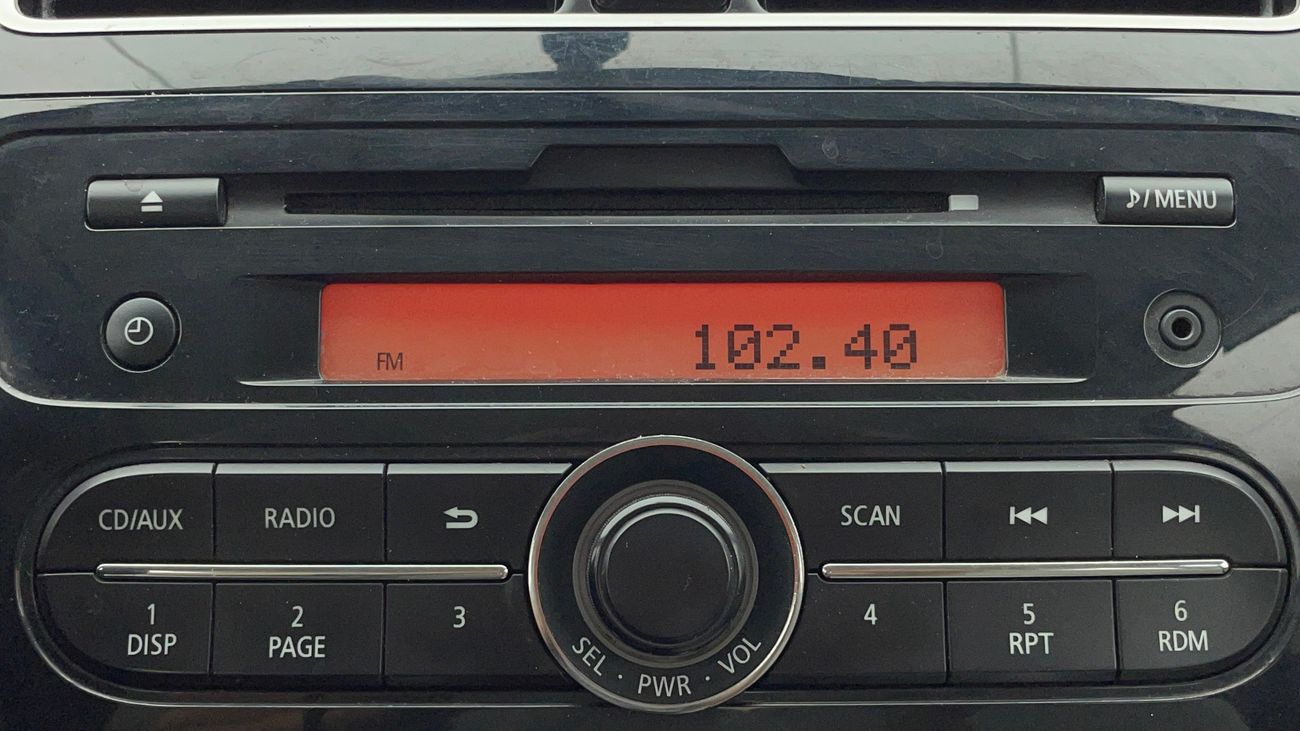 /MENU
FM 102.40
CD/AUX RADIO SCAN
1 2 3 4 5 6
DISP PAGE RPT RDM
SEL · PWR · VOL